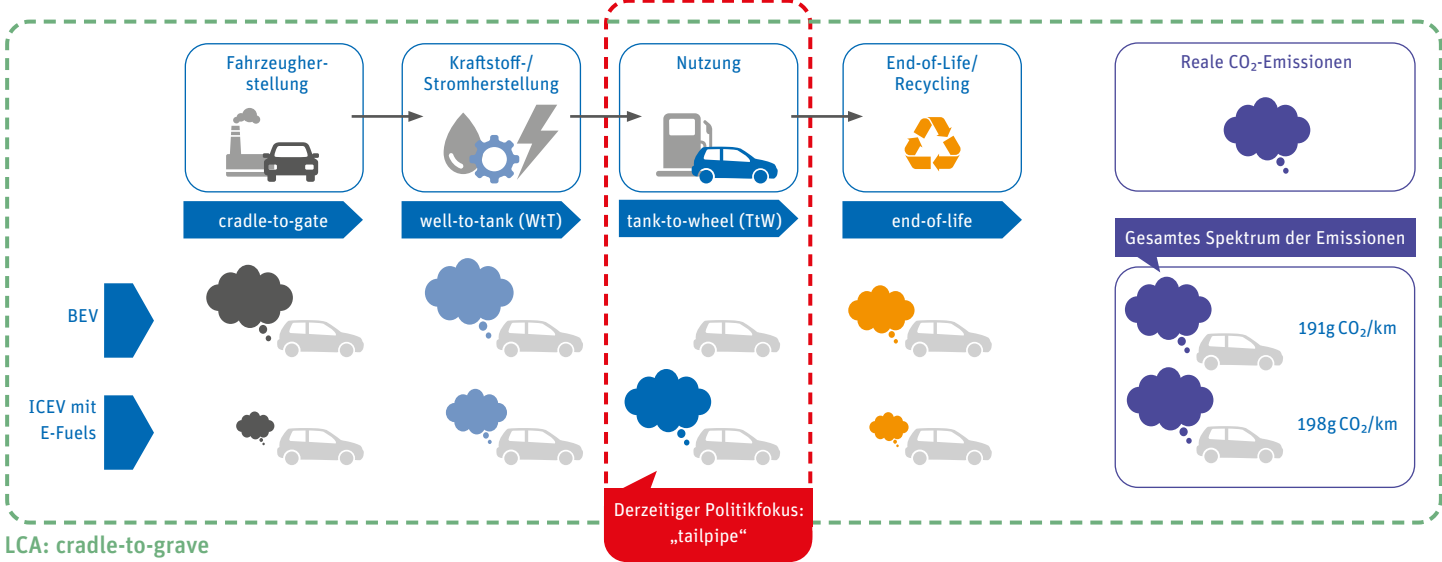 Fahrzeugher-
stellung
Kraftstoff-/
Stromherstellung
Nutzung
End-of-Life/
Recycling
Reale CO₂-Emissionen
cradle-to-gate
well-to-tank (WtT)
tank-to-wheel (TtW)
end-of-life
Gesamtes Spektrum der Emissionen
BEV
191g CO₂/km
ICEV mit
E-Fuels
198g CO₂/km
Derzeitiger Politikfokus:
„tailpipe“
LCA: cradle-to-grave